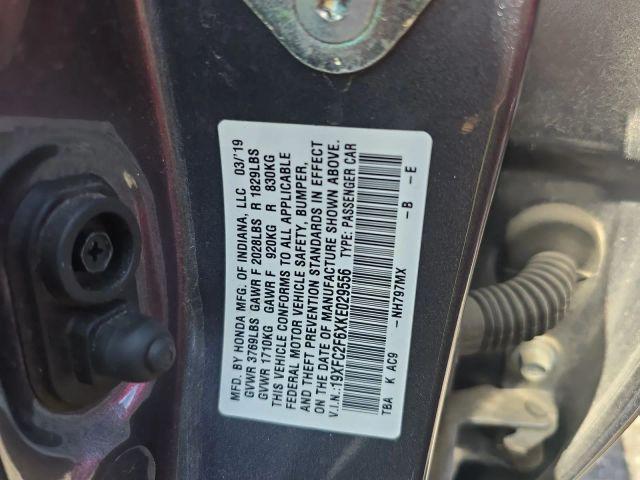 MFD. BY HONDA MFG. OF INDIANA, LLC 03/'19
GVWR 3769LBS GAWR F 2028LBS R 1829LBS
GVWR 1710KG GAWR F 920KG R 830KG
THIS VEHICLE CONFORMS TO ALL APPLICABLE
FEDERAL MOTOR VEHICLE SAFETY, BUMPER,
AND THEFT PREVENTION STANDARDS IN EFFECT
ON THE DATE OF MANUFACTURE SHOWN ABOVE.
V.I.N.:19XFC2F6XKE029556 TYPE: PASSENGER CAR
TBA K AC9 -NH797MX -B -E